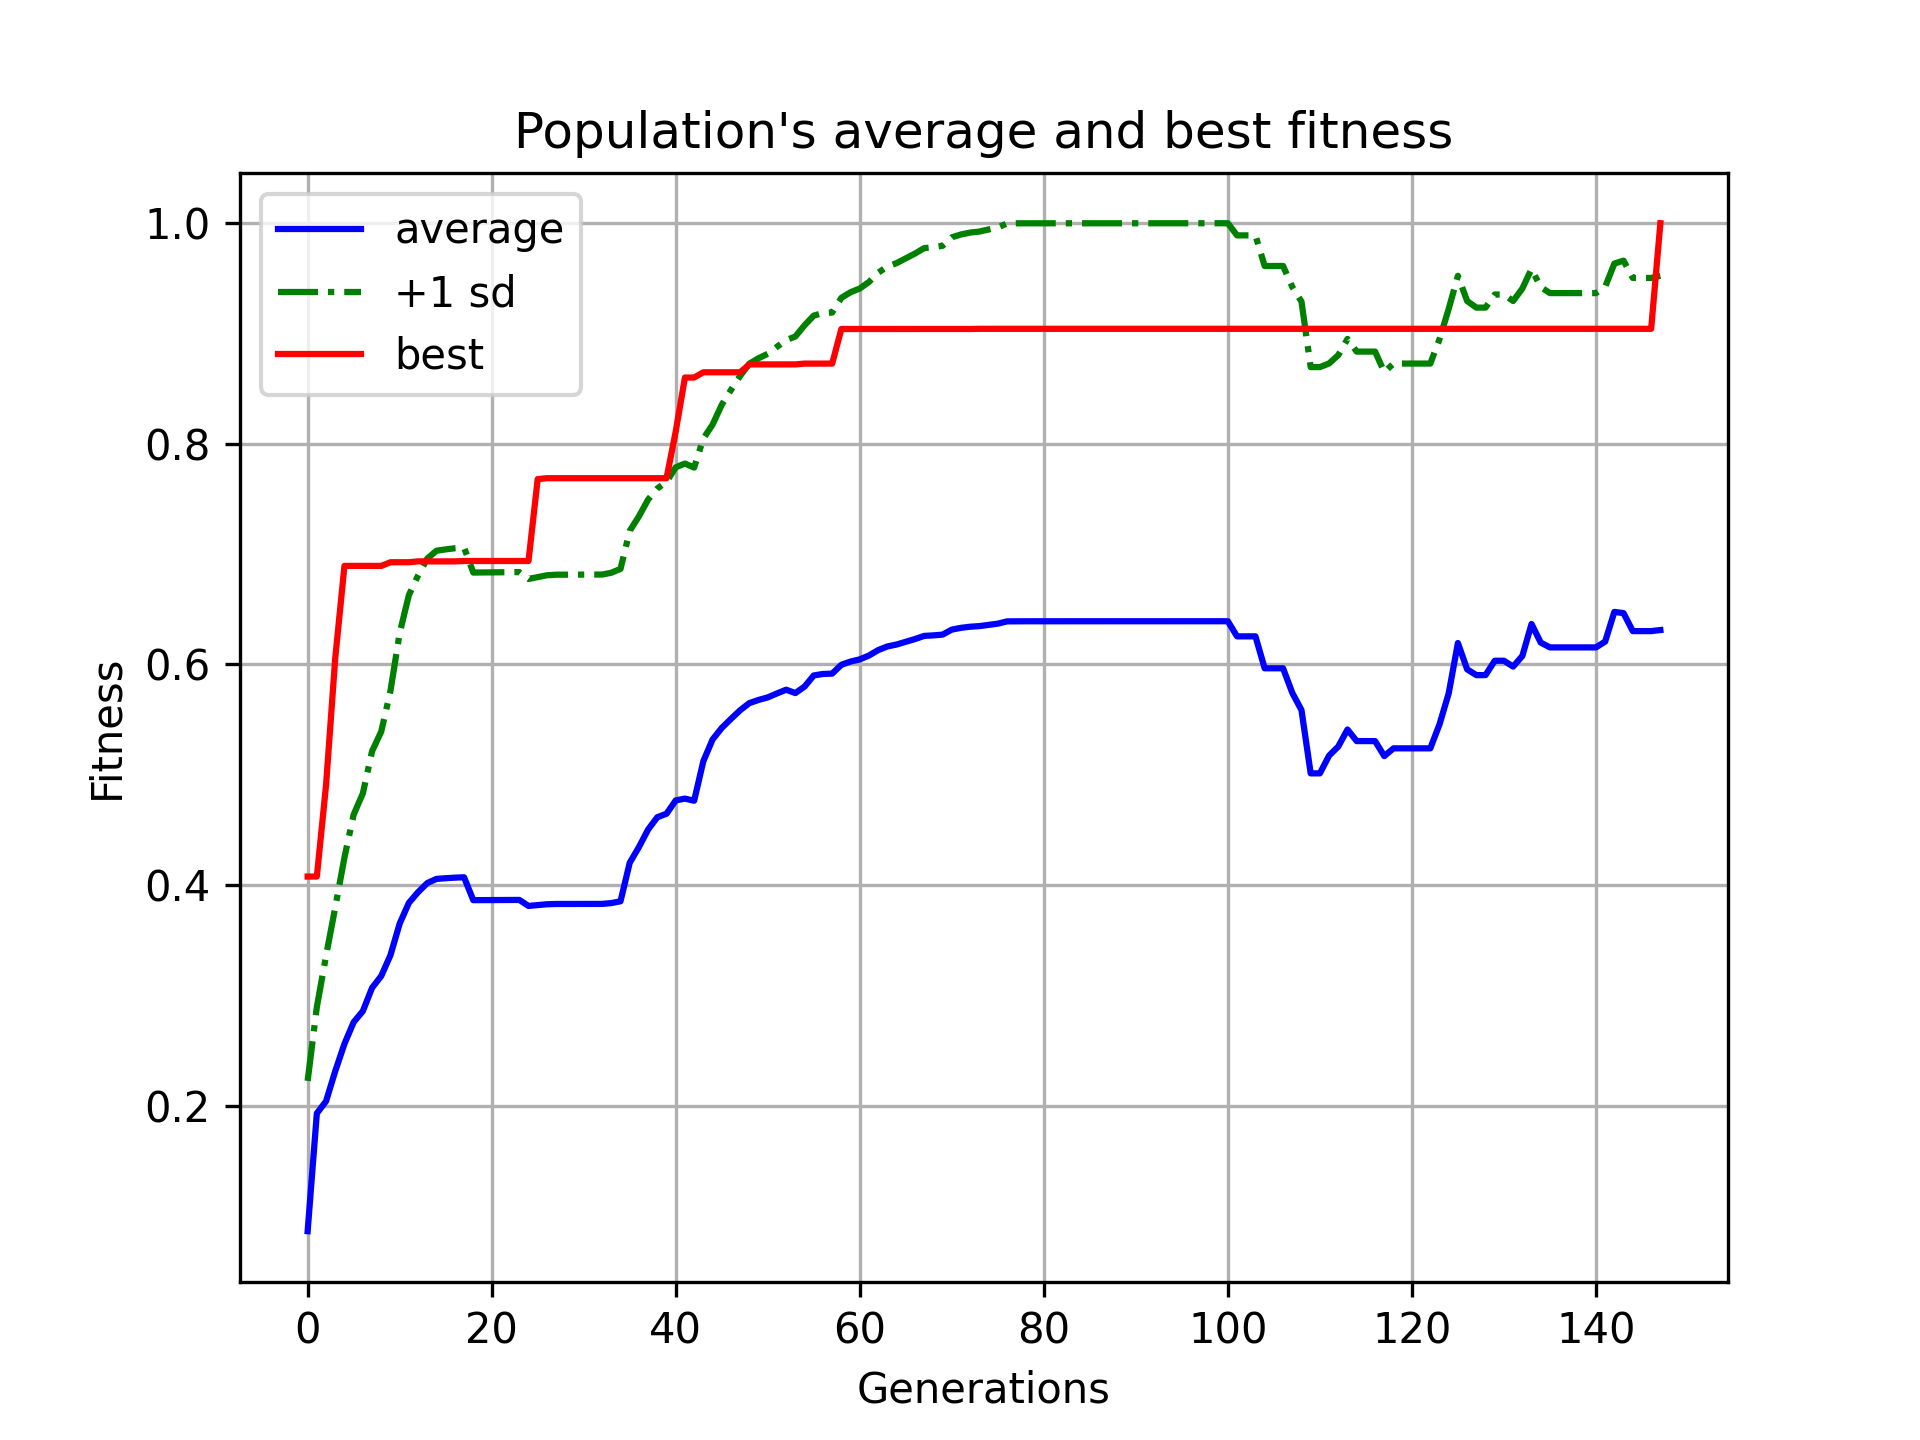 Population's average and best fitness
average
+1 sd
best
1.0
0.8
0.6
0.4
0.2
Fitness
0 20 40 60 80 100 120 140
Generations